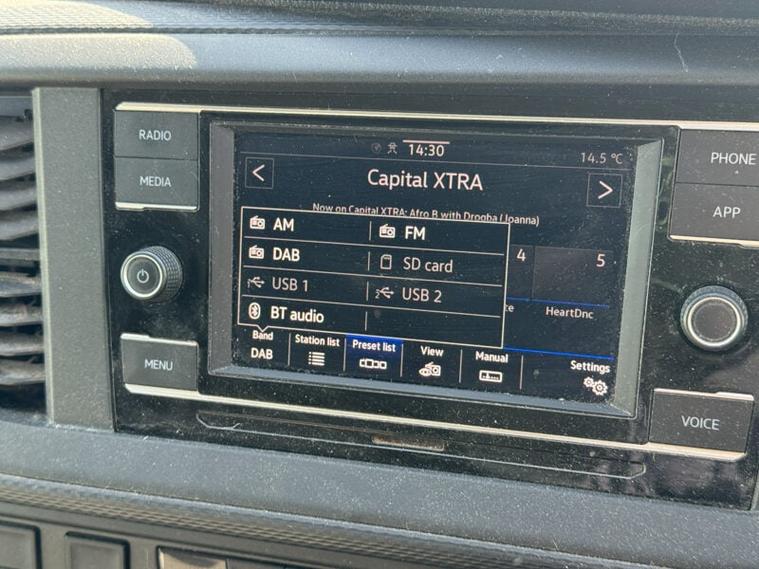 RADIO
MEDIA
MENU
PHONE
APP
VOICE
14:30
14.5 °C
< Capital XTRA >
Now on Capital XTRA: Afro B with Drogba (Joanna)
AM FM
DAB SD card
USB 1 USB 2
BT audio
4 5
HeartDnc
Band Station list Preset list View Manual Settings
DAB